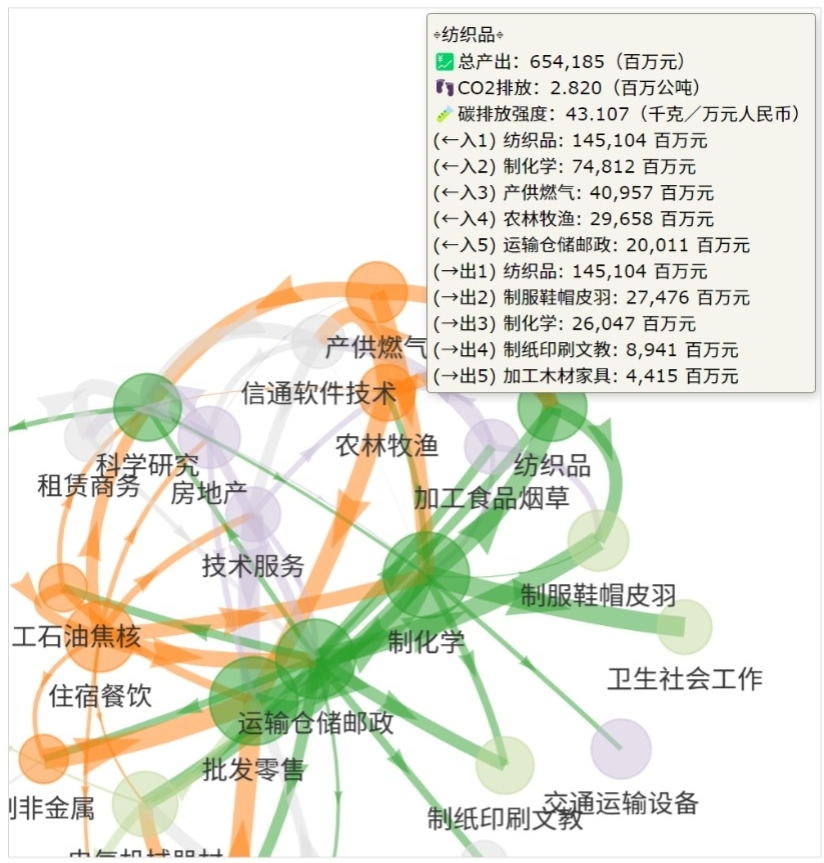 ÷纺织品÷
总产出：654,185（百万元）
CO2排放：2.820（百万公吨）
碳排放强度：43.107（千克／万元人民币）
(←入1) 纺织品: 145,104 百万元
(←入2) 制化学: 74,812 百万元
(←入3) 产供燃气: 40,957 百万元
(←入4) 农林牧渔: 29,658 百万元
(←入5) 运输仓储邮政: 20,011 百万元
(→出1) 纺织品: 145,104 百万元
(→出2) 制服鞋帽皮羽: 27,476 百万元
(→出3) 制化学: 26,047 百万元
(→出4) 制纸印刷文教: 8,941 百万元
(→出5) 加工木材家具: 4,415 百万元
产供燃气
信通软件技术
农林牧渔
科学研究
纺织品
租赁商务
房地产
加工食品烟草
技术服务
制服鞋帽皮羽
工石油焦核
制化学
卫生社会工作
住宿餐饮
运输仓储邮政
批发零售
非金属
交通运输设备
制纸印刷文教